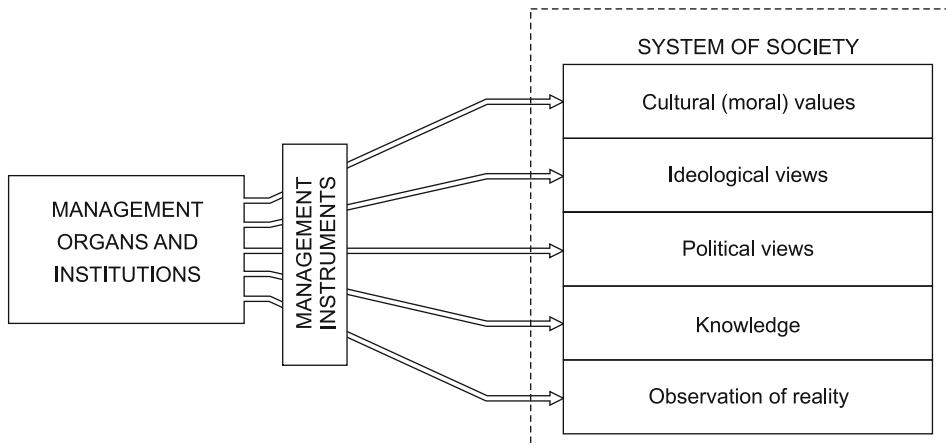 SYSTEM OF SOCIETY
Cultural (moral) values
Ideological views
Political views
Knowledge
Observation of reality
MANAGEMENT
ORGANS AND
INSTITUTIONS
MANAGEMENT
INSTRUMENTS